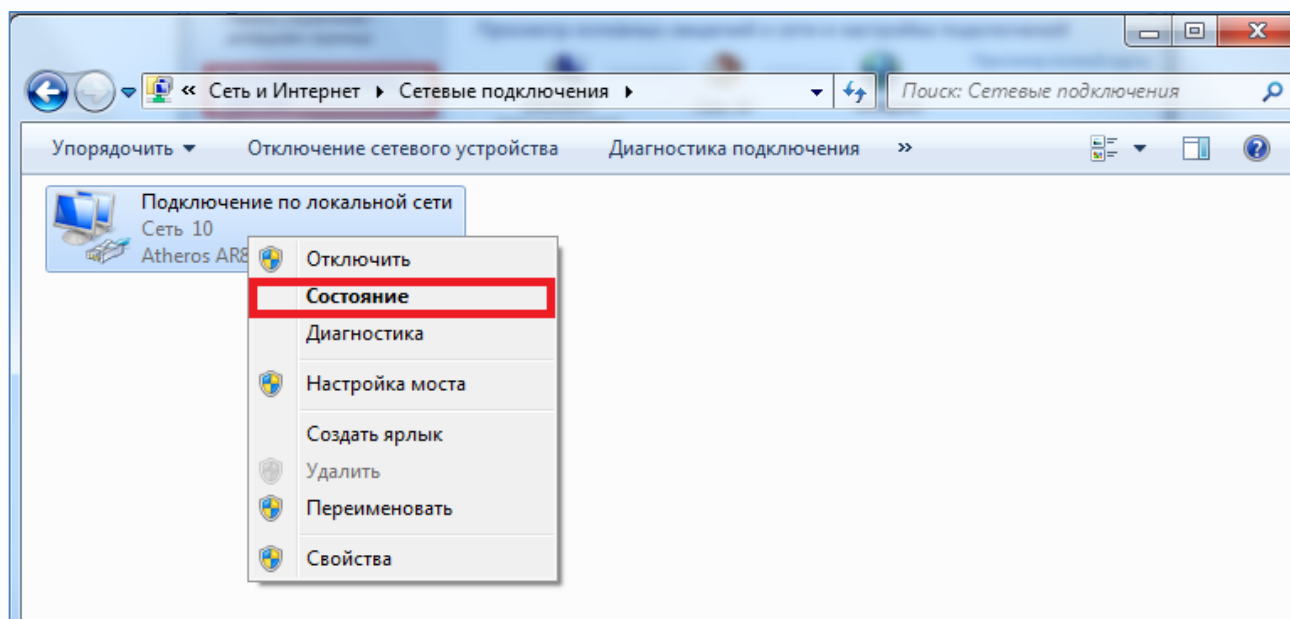 « Сеть и Интернет Сетевые подключения
Поиск: Сетевые подключения
Упорядочить Отключение сетевого устройства Диагностика подключения »
Подключение по локальной сети
Сеть 10
Atheros
Отключить
Состояние
Диагностика
Настройка моста
Создать ярлык
Удалить
Переименовать
Свойства